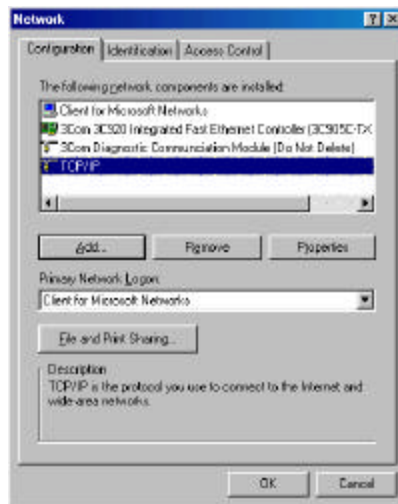 Network
Configuration Identification Access Control
The following network components are installed:
Client for Microsoft Networks
3Com 3C920 Integrated Fast Ethernet Controller (3C905C-TX
3Com Diagnostic Communciation Module (Do Not Delete)
TCP/IP
Add... Remove Properties
Primary Network Logon:
Client for Microsoft Networks
File and Print Sharing...
Description
TCP/IP is the protocol you use to connect to the Internet and
wide-area networks.
OK Cancel